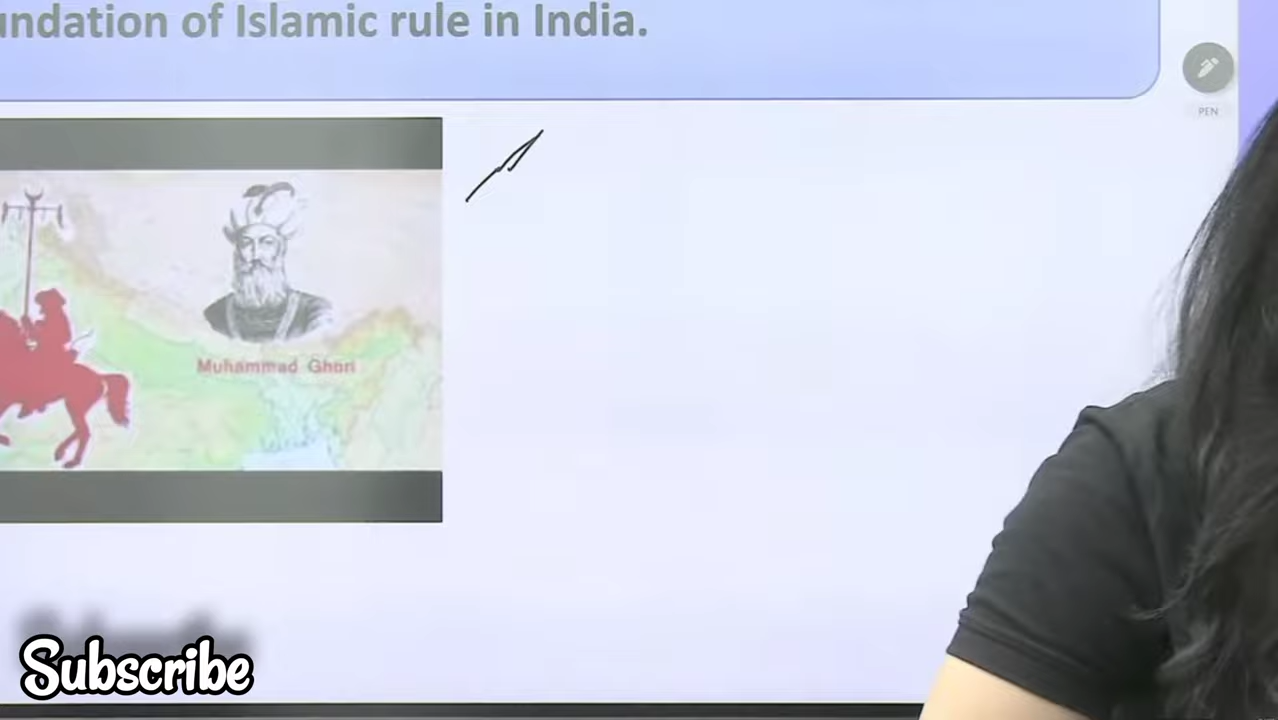 undation of Islamic rule in India.
PEN
Muhammad Ghori
Subscribe